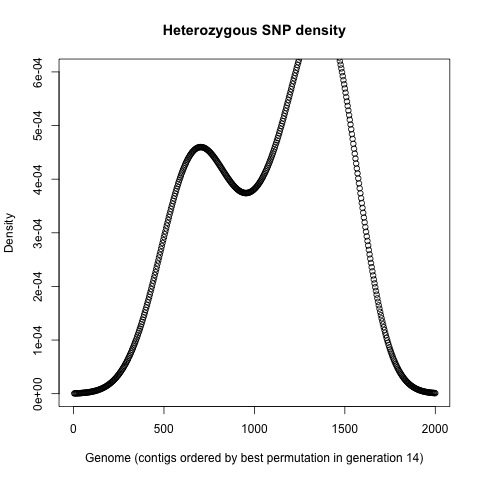 Heterozygous SNP density
6e-04
5e-04
4e-04
3e-04
2e-04
1e-04
0e+00
Density
0 500 1000 1500 2000
Genome (contigs ordered by best permutation in generation 14)